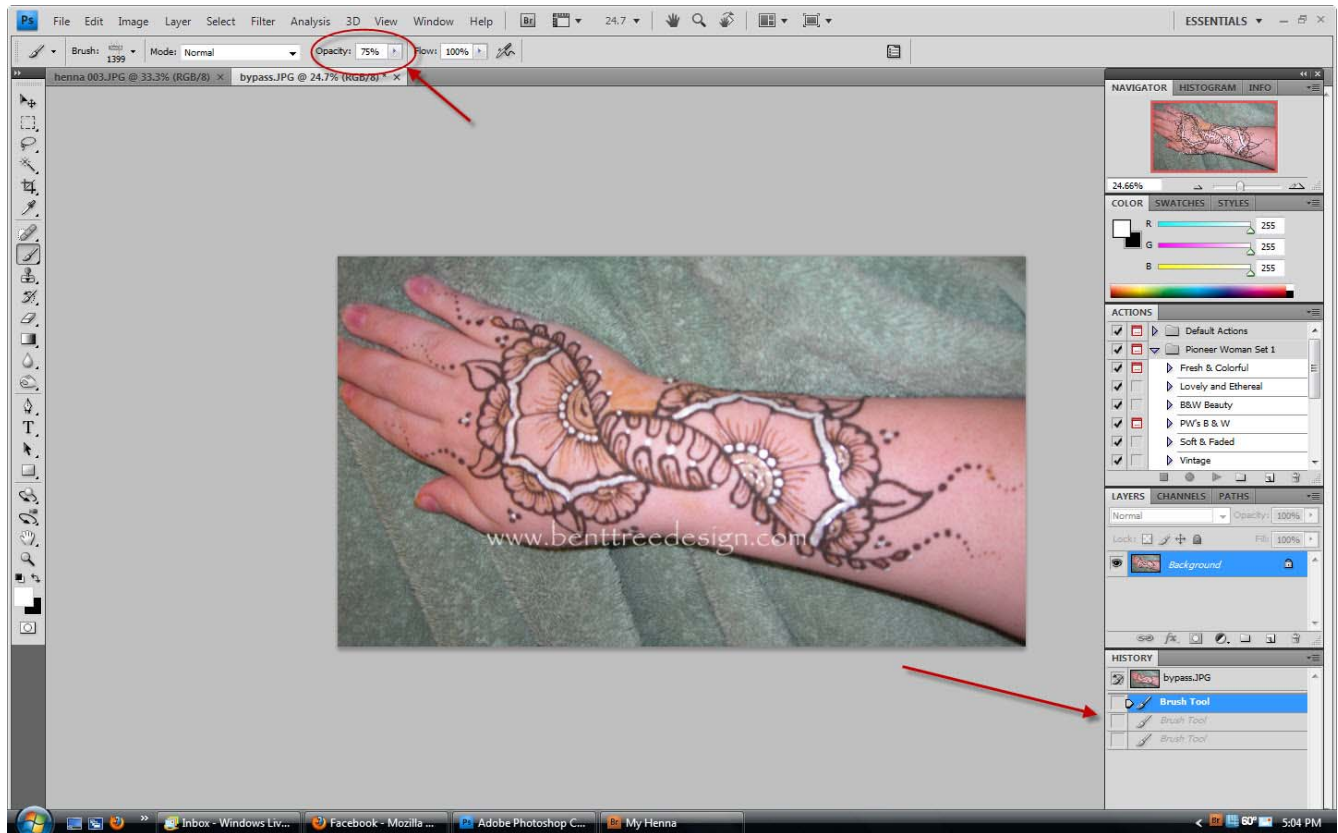 Ps File Edit Image Layer Select Filter Analysis 3D View Window Help Br 24.7 ESSENTIALS
Brush: 1399 Mode: Normal Opacity: 75% Flow: 100%
henna 003.JPG @ 33.3% (RGB/8) × bypass.JPG @ 24.7% (RGB/8) * ×
NAVIGATOR HISTOGRAM INFO
24.66%
COLOR SWATCHES STYLES
R 255
G 255
B 255
ACTIONS
Default Actions
Pioneer Woman Set 1
Fresh & Colorful
Lovely and Ethereal
B&W Beauty
PW's B & W
Soft & Faded
Vintage
LAYERS CHANNELS PATHS
Normal Opacity: 100%
Lock: Fill: 100%
Background
www.benttreedesign.com
HISTORY
bypass.JPG
Brush Tool
Brush Tool
Brush Tool
Inbox - Windows Liv... Facebook - Mozilla ... Ps Adobe Photoshop C... Br My Henna Br 60° 5:04 PM